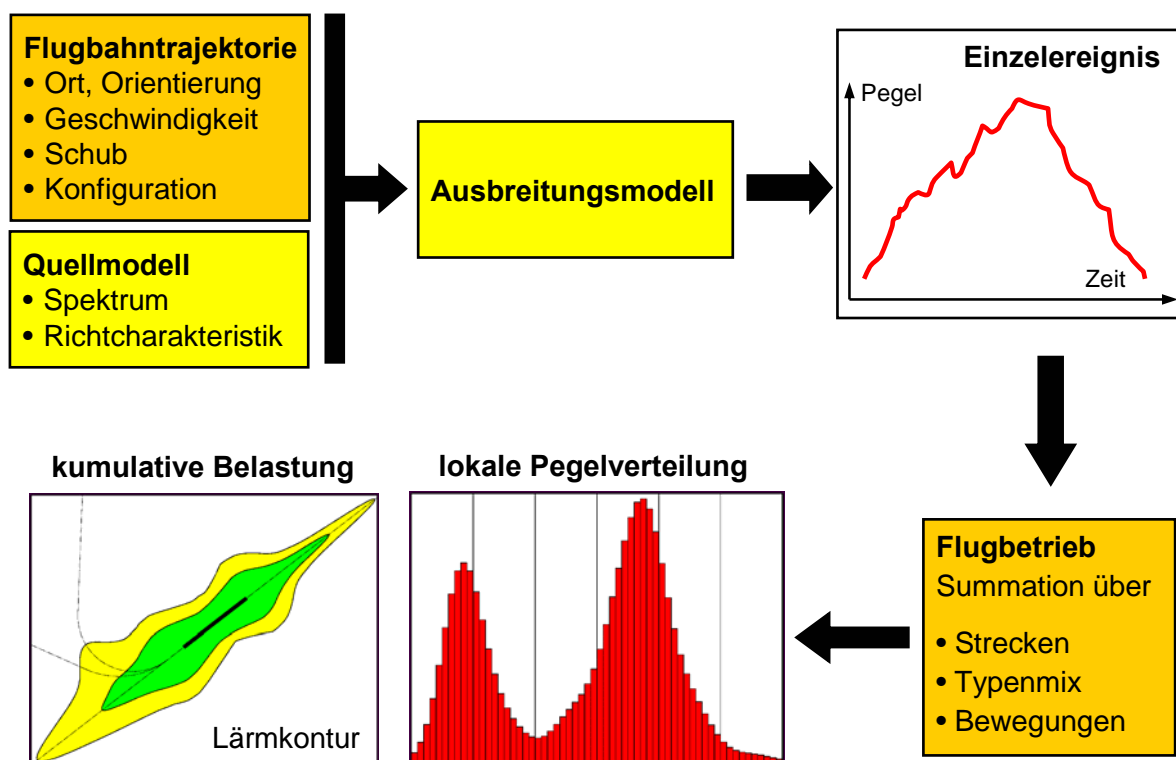 Flugbahntrajektorie
• Ort, Orientierung
• Geschwindigkeit
• Schub
• Konfiguration
Quellmodell
• Spektrum
• Richtcharakteristik
Ausbreitungsmodell
Einzelereignis
Pegel
Zeit
kumulative Belastung
Lärmkontur
lokale Pegelverteilung
Flugbetrieb
Summation über
• Strecken
• Typenmix
• Bewegungen